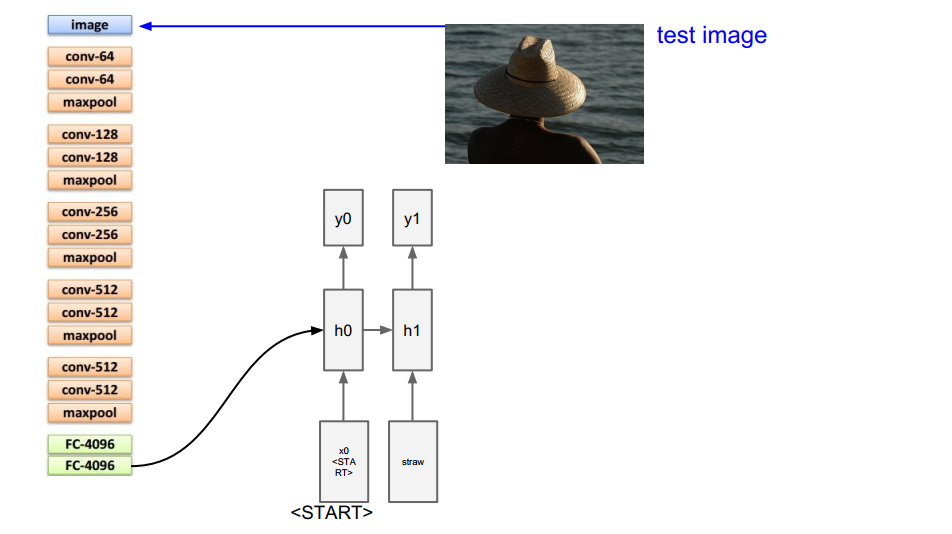 image
test image
conv-64
conv-64
maxpool
conv-128
conv-128
maxpool
conv-256
conv-256
maxpool
conv-512
conv-512
maxpool
conv-512
conv-512
maxpool
FC-4096
FC-4096
y0
y1
h0
h1
x0
<STA
RT>
straw
<START>